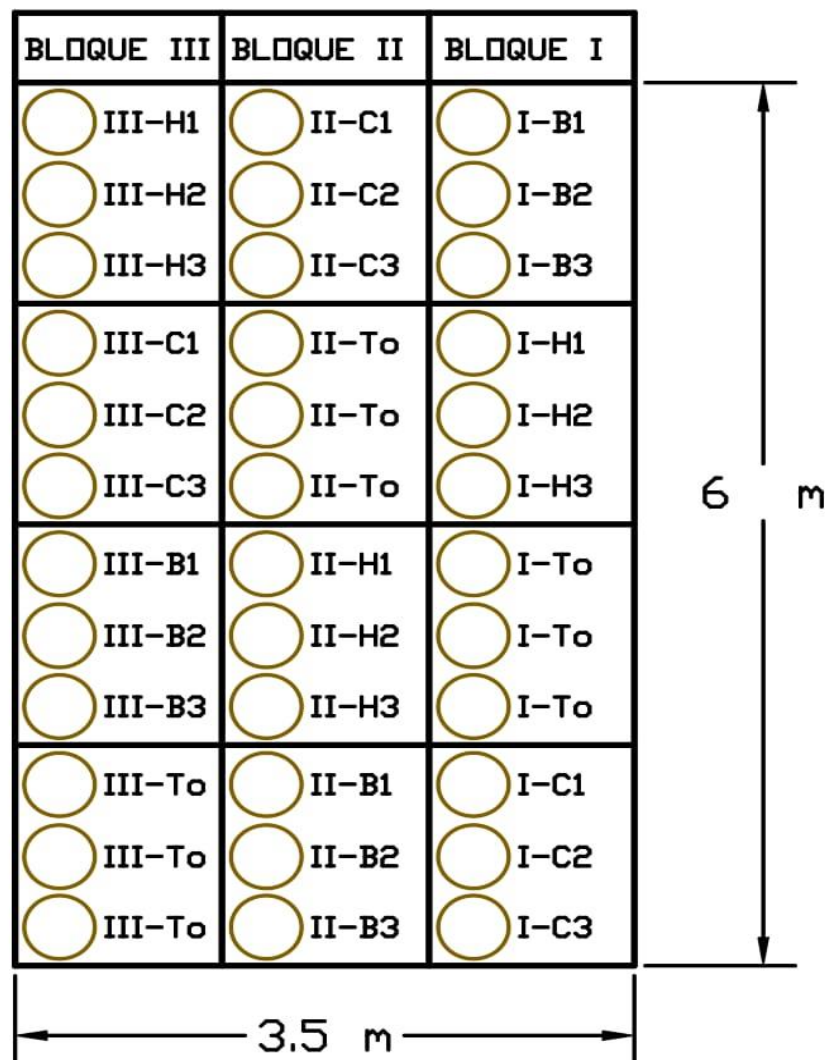 BLOQUE III BLOQUE II BLOQUE I
III-H1 II-C1 I-B1
III-H2 II-C2 I-B2
III-H3 II-C3 I-B3
III-C1 II-To I-H1
III-C2 II-To I-H2
III-C3 II-To I-H3
6 m
III-B1 II-H1 I-To
III-B2 II-H2 I-To
III-B3 II-H3 I-To
III-To II-B1 I-C1
III-To II-B2 I-C2
III-To II-B3 I-C3
3.5 m